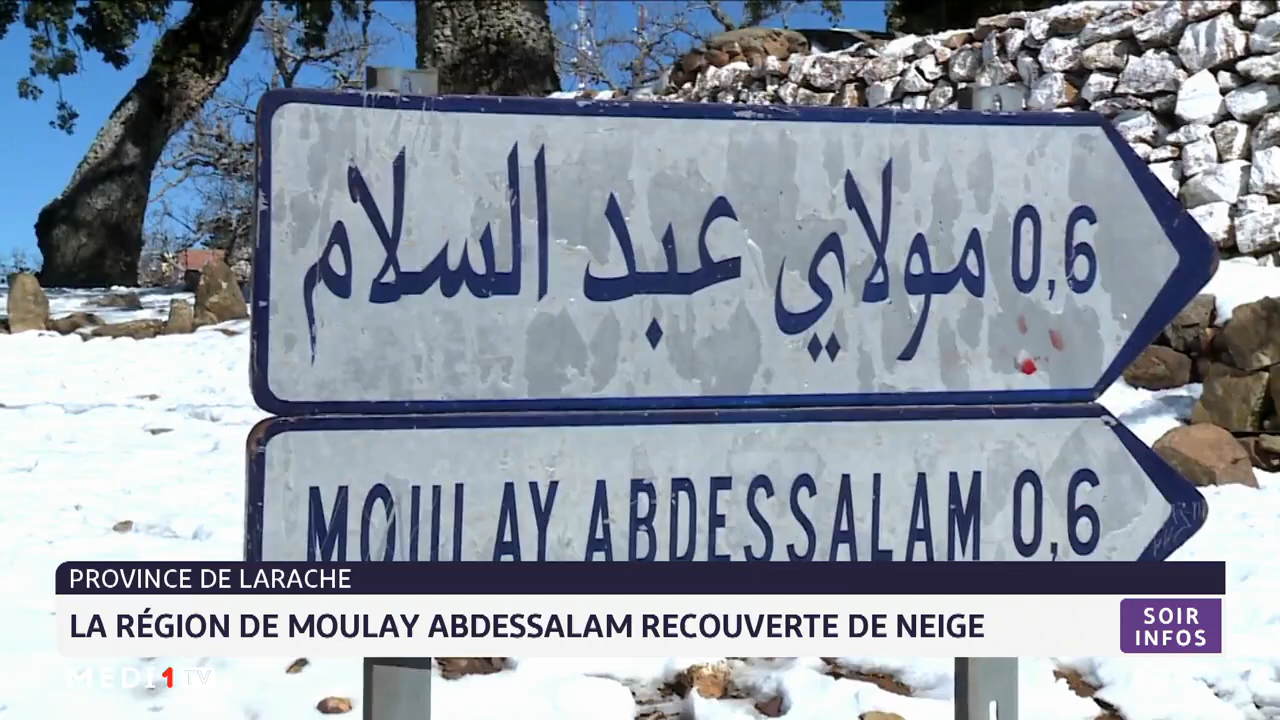 مولاي عبد السلام 0,6
MOULAY ABDESSALAM 0,6
PROVINCE DE LARACHE
LA RÉGION DE MOULAY ABDESSALAM RECOUVERTE DE NEIGE
SOIR
INFOS
MEDI1TV